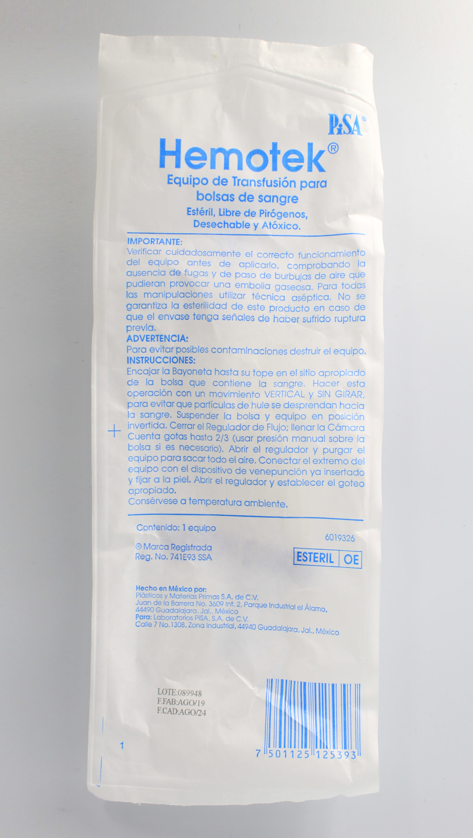 PiSA®
Hemotek®
Equipo de Transfusión para
bolsas de sangre
Estéril, Libre de Pirógenos,
Desechable y Atóxico.
IMPORTANTE:
Verificar cuidadosamente el correcto funcionamiento
del equipo antes de aplicarlo, comprobando la
ausencia de fugas y de paso de burbujas de aire que
pudieran provocar una embolia gaseosa. Para todas
las manipulaciones utilizar técnica aséptica. No se
garantiza la esterilidad de este producto en caso de
que el envase tenga señales de haber sufrido ruptura
previa.
ADVERTENCIA:
Para evitar posibles contaminaciones destruir el equipo.
INSTRUCCIONES:
Encajar la Bayoneta hasta su tope en el sitio apropiado
de la bolsa que contiene la sangre. Hacer esta
operación con un movimiento VERTICAL y SIN GIRAR,
para evitar que partículas de hule se desprendan hacia
la sangre. Suspender la bolsa y equipo en posición
invertida. Cerrar el Regulador de Flujo; llenar la Cámara
Cuenta gotas hasta 2/3 (usar presión manual sobre la
bolsa si es necesario). Abrir el regulador y purgar el
equipo para sacar todo el aire. Conectar el extremo del
equipo con el dispositivo de venepunción ya insertado
y fijar a la piel. Abrir el regulador y establecer el goteo
apropiado.
Consérvese a temperatura ambiente.
Contenido: 1 equipo
6019326
® Marca Registrada
Reg. No. 741E93 SSA
ESTERIL OE
Hecho en México por:
Plásticos y Materias Primas S.A. de C.V.
Juan de la Barrera No. 3609 Int. 2, Parque Industrial el Álamo,
44490 Guadalajara, Jal., México
Para: Laboratorios PiSA, S.A. de C.V.
Calle 7 No.1308, Zona Industrial, 44940 Guadalajara, Jal., México
LOTE:089948
F.FAB:AGO/19
F.CAD:AGO/24
1
7 501125 125393